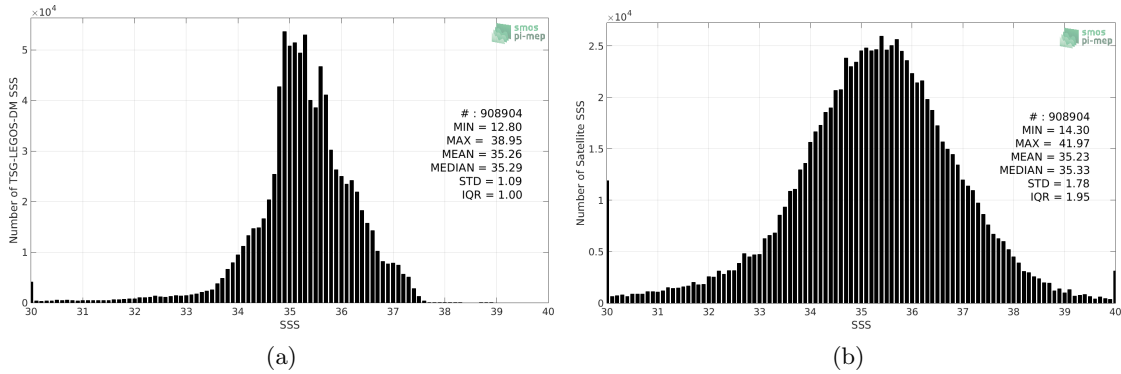 ×10⁴
smos
pi-mep
5
4
3
2
1
0
Number of TSG-LEGOS-DM SSS
# : 908904
MIN = 12.80
MAX = 38.95
MEAN = 35.26
MEDIAN = 35.29
STD = 1.09
IQR = 1.00
30 31 32 33 34 35 36 37 38 39 40
SSS
(a)
×10⁴
smos
pi-mep
2.5
2
1.5
1
0.5
0
Number of Satellite SSS
# : 908904
MIN = 14.30
MAX = 41.97
MEAN = 35.23
MEDIAN = 35.33
STD = 1.78
IQR = 1.95
30 31 32 33 34 35 36 37 38 39 40
SSS
(b)